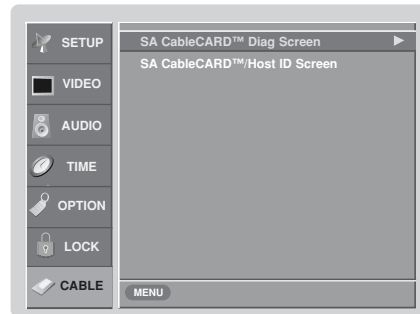 SETUP
VIDEO
AUDIO
TIME
OPTION
LOCK
CABLE
SA CableCARD™ Diag Screen
SA CableCARD™/Host ID Screen
MENU